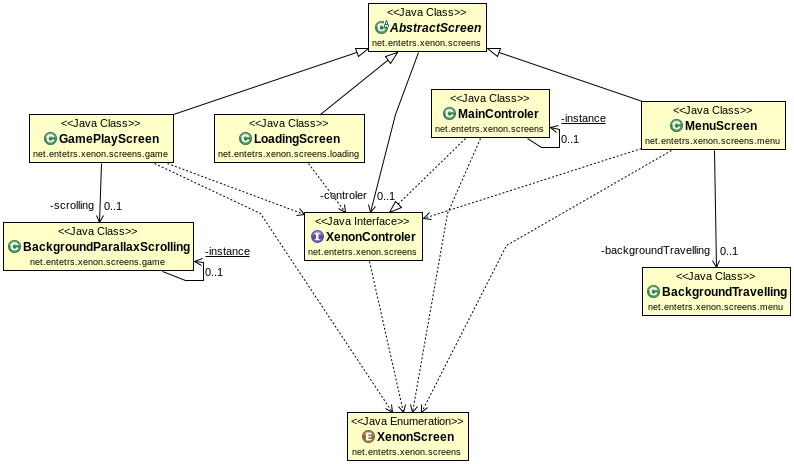 <<Java Class>>
AbstractScreen
net.entetrs.xenon.screens
<<Java Class>>
MainControler
net.entetrs.xenon.screens
-instance
0..1
<<Java Class>>
MenuScreen
net.entetrs.xenon.screens.menu
<<Java Class>>
GamePlayScreen
net.entetrs.xenon.screens.game
<<Java Class>>
LoadingScreen
net.entetrs.xenon.screens.loading
-controler
0..1
-scrolling
0..1
<<Java Interface>>
XenonControler
net.entetrs.xenon.screens
<<Java Class>>
BackgroundParallaxScrolling
net.entetrs.xenon.screens.game
-instance
0..1
-backgroundTravelling
0..1
<<Java Class>>
BackgroundTravelling
net.entetrs.xenon.screens.menu
<<Java Enumeration>>
XenonScreen
net.entetrs.xenon.screens